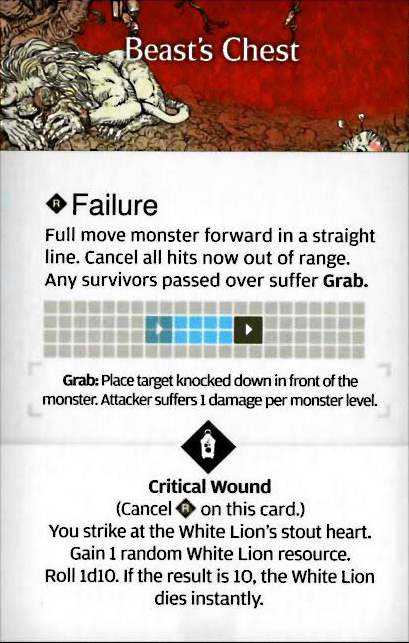 Beast's Chest
R Failure
Full move monster forward in a straight
line. Cancel all hits now out of range.
Any survivors passed over suffer Grab.
Grab: Place target knocked down in front of the
monster. Attacker suffers 1 damage per monster level.
Critical Wound
(Cancel R on this card.)
You strike at the White Lion's stout heart.
Gain 1 random White Lion resource.
Roll 1d10. If the result is 10, the White Lion
dies instantly.